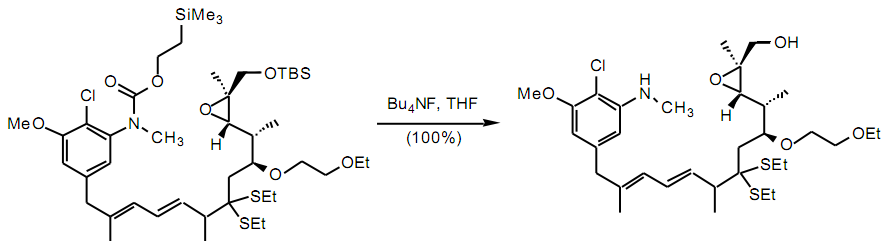 SiMe3
O
O
Cl
N
CH3
MeO
OTBS
O
H
O
OEt
SEt
SEt
Bu4NF, THF
(100%)
OH
O
Cl
H
N
CH3
MeO
H
O
OEt
SEt
SEt